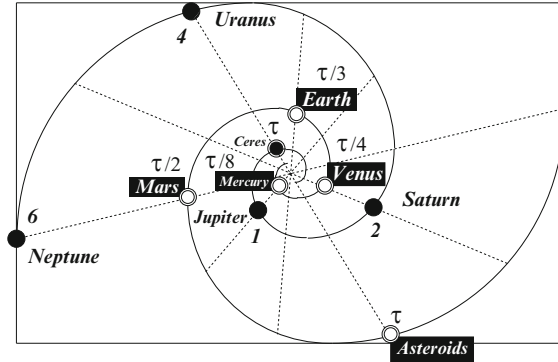 4 Uranus
τ/3
Earth
Ceres τ
τ/2 τ/8 τ/4
Mars Mercury Venus
6 Jupiter Saturn
1 2
Neptune
τ
Asteroids